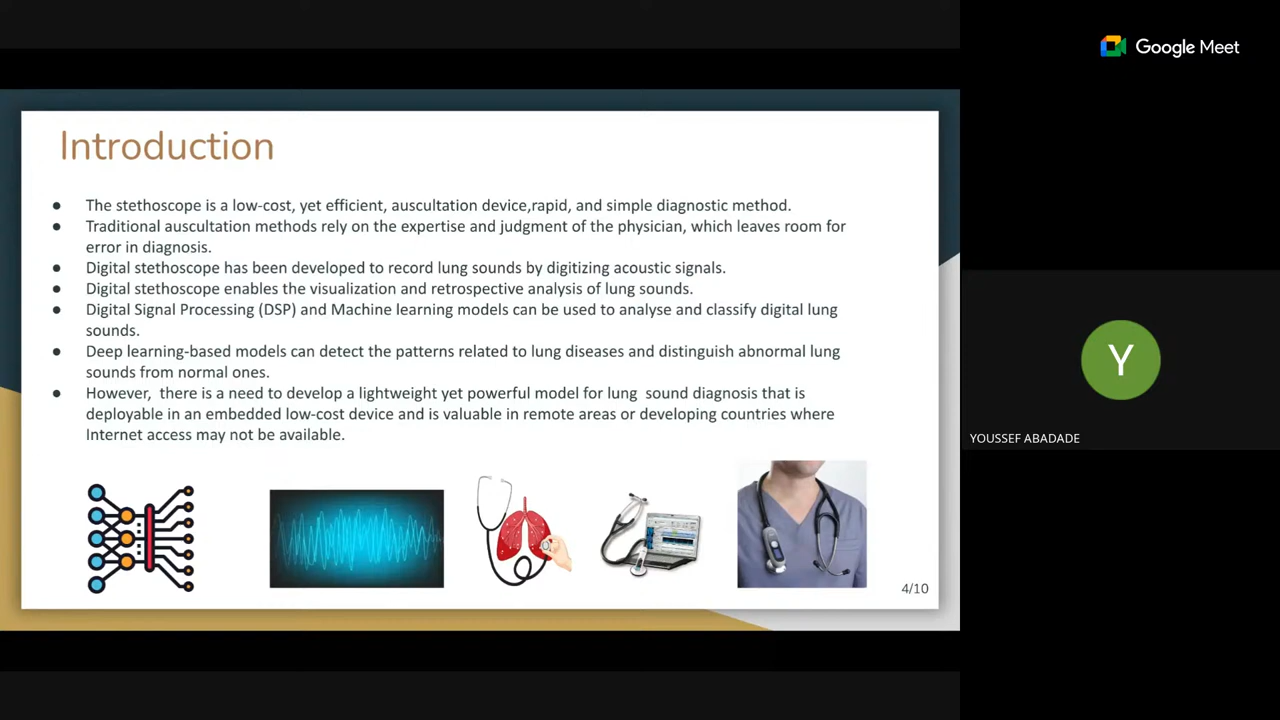 Google Meet
Introduction
● The stethoscope is a low-cost, yet efficient, auscultation device,rapid, and simple diagnostic method.
● Traditional auscultation methods rely on the expertise and judgment of the physician, which leaves room for
error in diagnosis.
● Digital stethoscope has been developed to record lung sounds by digitizing acoustic signals.
● Digital stethoscope enables the visualization and retrospective analysis of lung sounds.
● Digital Signal Processing (DSP) and Machine learning models can be used to analyse and classify digital lung
sounds.
● Deep learning-based models can detect the patterns related to lung diseases and distinguish abnormal lung
sounds from normal ones.
● However, there is a need to develop a lightweight yet powerful model for lung sound diagnosis that is
deployable in an embedded low-cost device and is valuable in remote areas or developing countries where
Internet access may not be available.
4/10
Y
YOUSSEF ABADADE